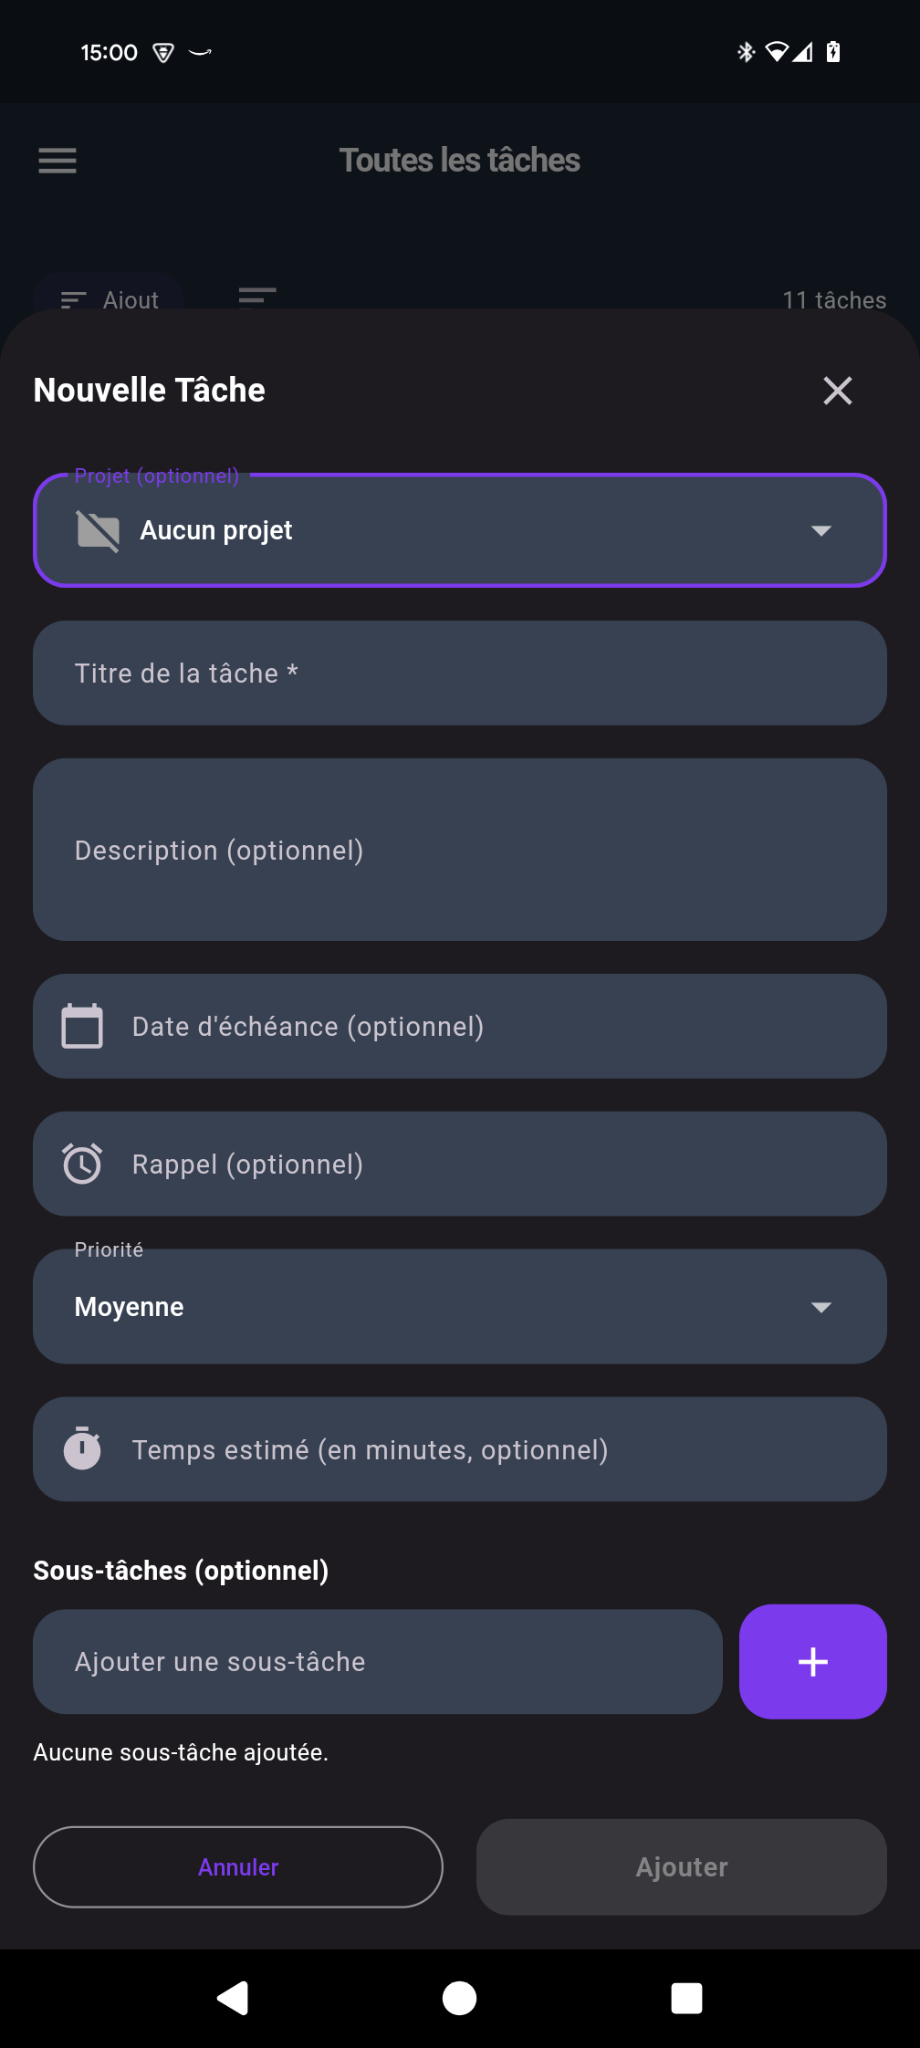 15:00
Toutes les tâches
Ajout
11 tâches
Nouvelle Tâche
Projet (optionnel)
Aucun projet
Titre de la tâche *
Description (optionnel)
Date d'échéance (optionnel)
Rappel (optionnel)
Priorité
Moyenne
Temps estimé (en minutes, optionnel)
Sous-tâches (optionnel)
Ajouter une sous-tâche
Aucune sous-tâche ajoutée.
Annuler
Ajouter